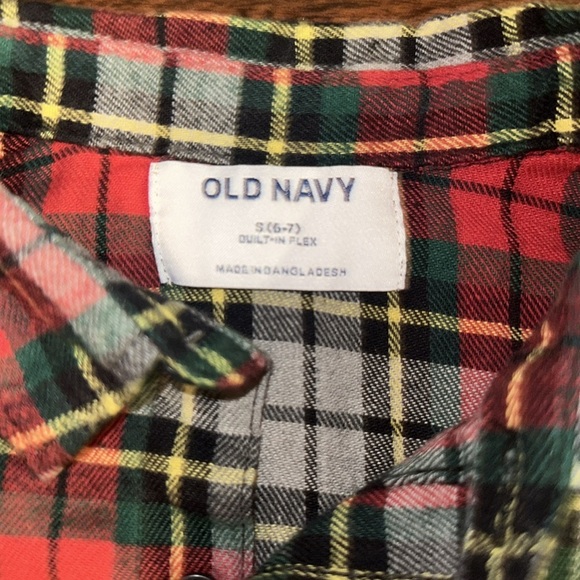 OLD NAVY
S (6-7)
BUILT-IN FLEX
MADE IN BANGLADESH